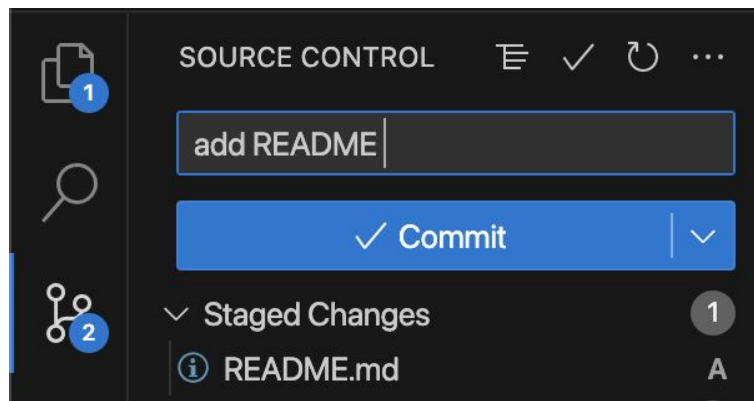 SOURCE CONTROL
1
add README
Commit
2
Staged Changes 1
README.md A